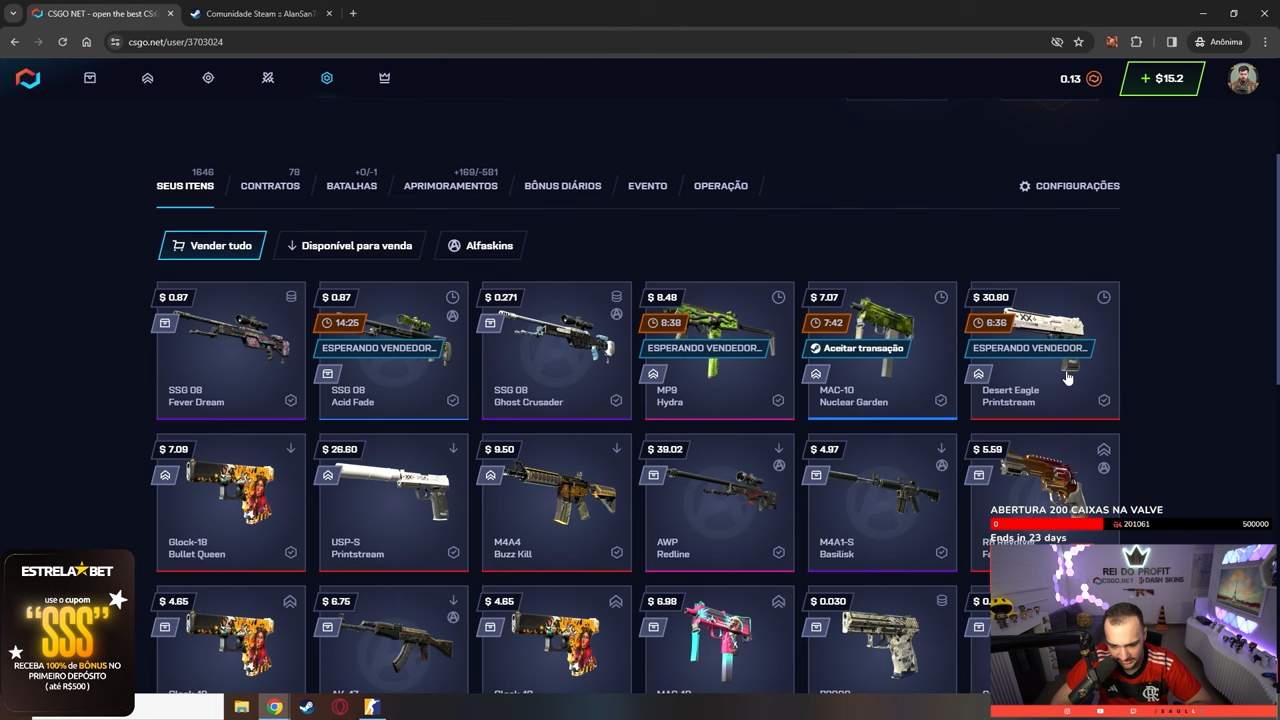 CSGO NET - open the best CS:
Comunidade Steam :: AlanSan7
csgo.net/user/3703024
Anônima
0.13
+ $15.2
1646
SEUS ITENS
78
CONTRATOS
+0/-1
BATALHAS
+169/-581
APRIMORAMENTOS
BÔNUS DIÁRIOS
EVENTO
OPERAÇÃO
CONFIGURAÇÕES
Vender tudo
Disponível para venda
Alfaskins
$ 0.87
SSG 08
Fever Dream
$ 0.87
14:25
ESPERANDO VENDEDOR...
SSG 08
Acid Fade
$ 0.271
SSG 08
Ghost Crusader
$ 8.48
8:38
ESPERANDO VENDEDOR...
MP9
Hydra
$ 7.07
7:42
Aceitar transação
MAC-10
Nuclear Garden
$ 30.80
6:36
ESPERANDO VENDEDOR...
Desert Eagle
Printstream
$ 7.09
Glock-18
Bullet Queen
$ 26.60
USP-S
Printstream
$ 9.50
M4A4
Buzz Kill
$ 39.02
AWP
Redline
$ 4.97
M4A1-S
Basilisk
$ 5.59
$ 4.65
$ 6.75
$ 4.65
$ 6.98
$ 0.030
ABERTURA 200 CAIXAS NA VALVE
0
201061
500000
Ends in 23 days
REI DO PROFIT
CSGO.NET
DASH SKINS
ESTRELABET
use o cupom
"SSS"
RECEBA 100% de BÔNUS NO
PRIMEIRO DEPÓSITO
(até R$500)